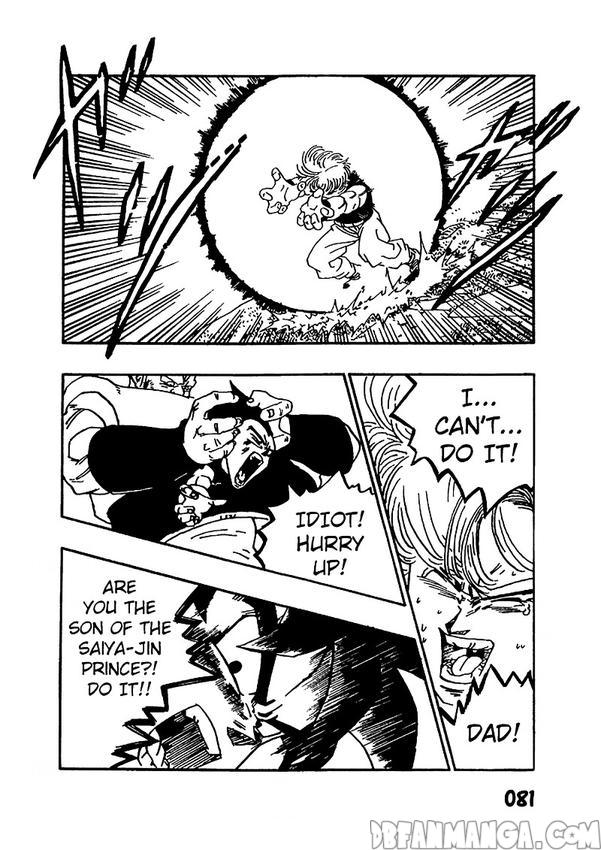 I...
CAN'T...
DO IT!
DAD!
IDIOT!
HURRY
UP!
ARE
YOU THE
SON OF THE
SAIYA-JIN
PRINCE?!
DO IT!!
081
DBFANMANGA.COM